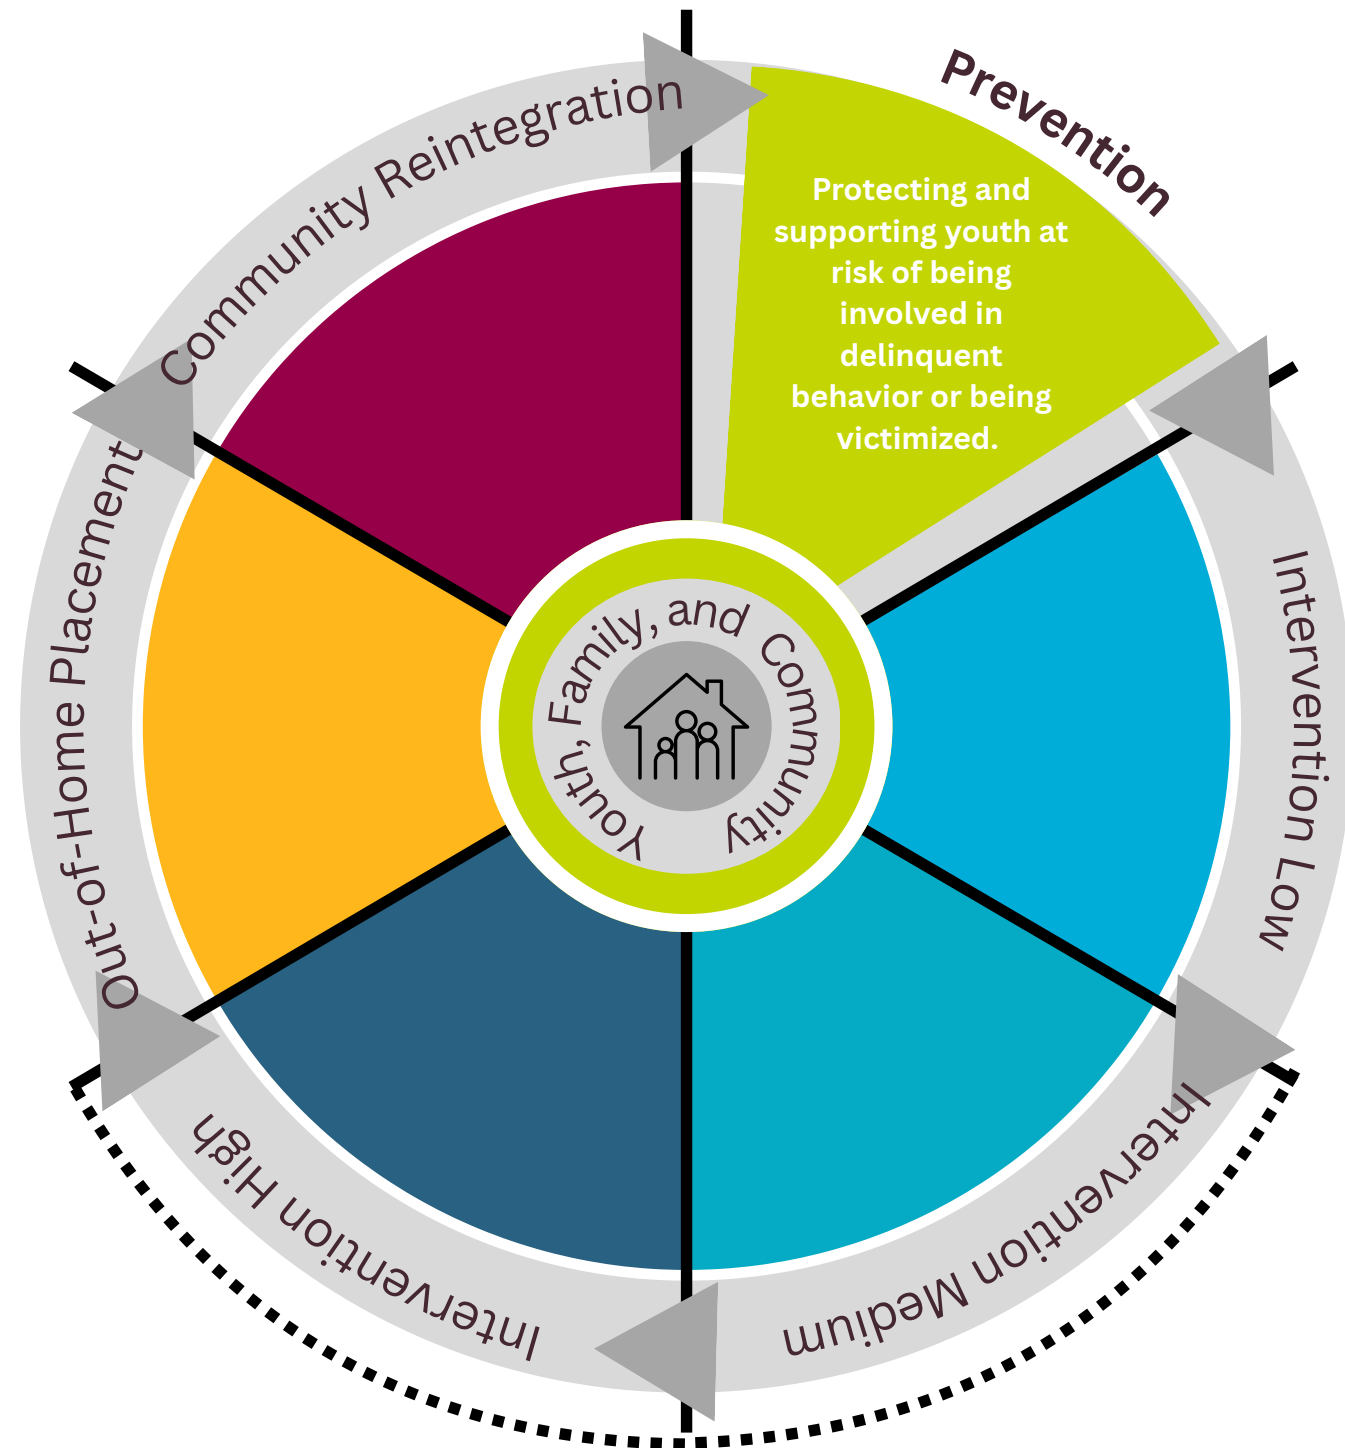 Prevention
Protecting and
supporting youth at
risk of being
involved in
delinquent
behavior or being
victimized.
Intervention Low
Intervention Medium
Intervention High
Out-of-Home Placement
Community Reintegration
Youth, Family, and Community